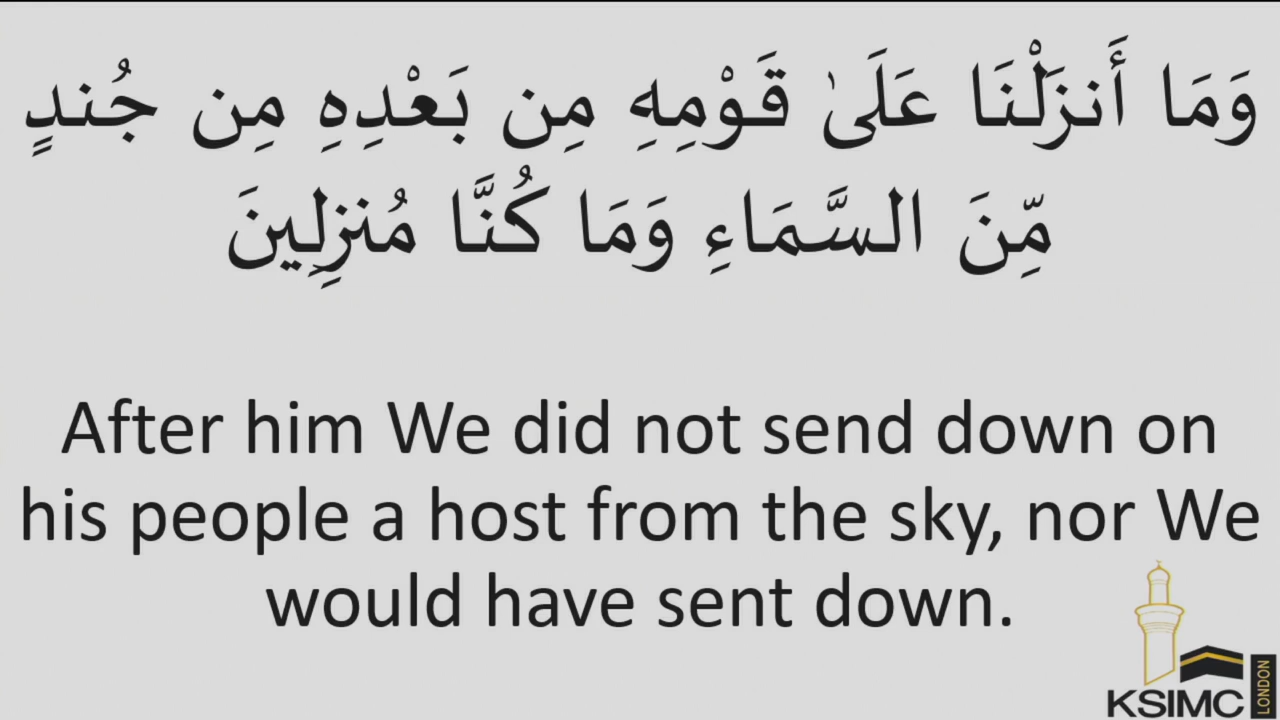 وَمَا أَنزَلْنَا عَلَىٰ قَوْمِهِ مِن بَعْدِهِ مِن جُندٍ
مِّنَ السَّمَاءِ وَمَا كُنَّا مُنزِلِينَ
After him We did not send down on
his people a host from the sky, nor We
would have sent down.
KSIMC LONDON